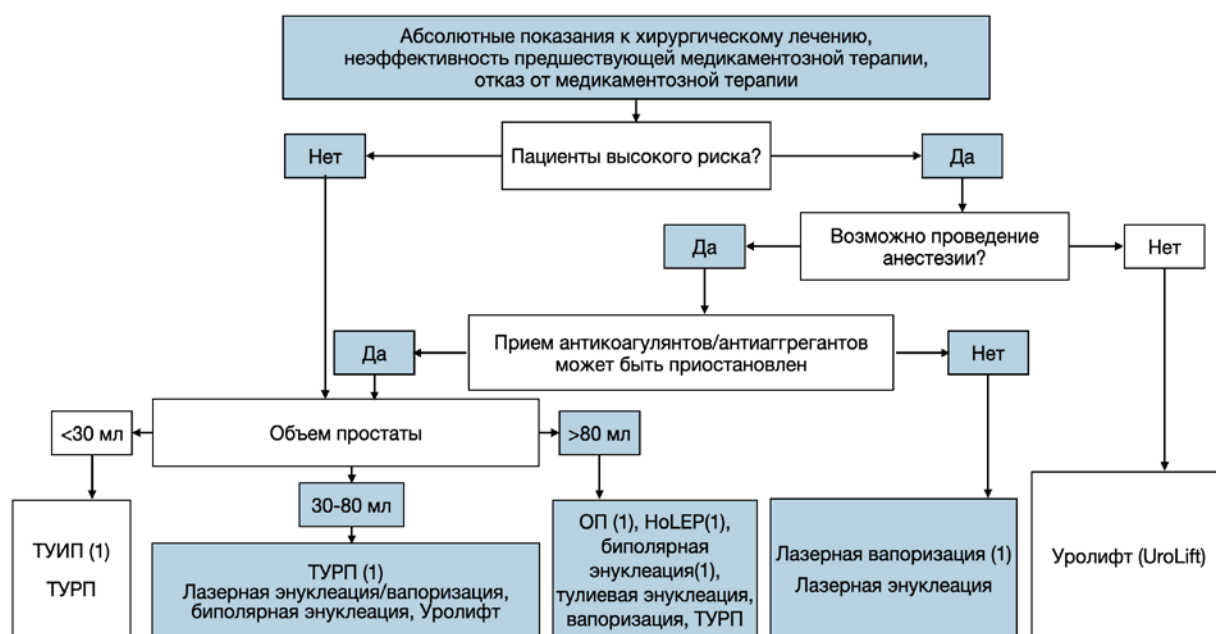 Абсолютные показания к хирургическому лечению,
неэффективность предшествующей медикаментозной терапии,
отказ от медикаментозной терапии
Нет
Пациенты высокого риска?
Да
Да
Возможно проведение
анестезии?
Нет
Да
Прием антикоагулянтов/антиаггрегантов
может быть приостановлен
Нет
<30 мл
Объем простаты
>80 мл
30-80 мл
ТУИП (1)
ТУРП
ТУРП (1)
Лазерная энуклеация/вапоризация,
биполярная энуклеация, Уролифт
ОП (1), HoLEP(1),
биполярная
энуклеация(1),
тулиевая энуклеация,
вапоризация, ТУРП
Лазерная вапоризация (1)
Лазерная энуклеация
Уролифт (UroLift)